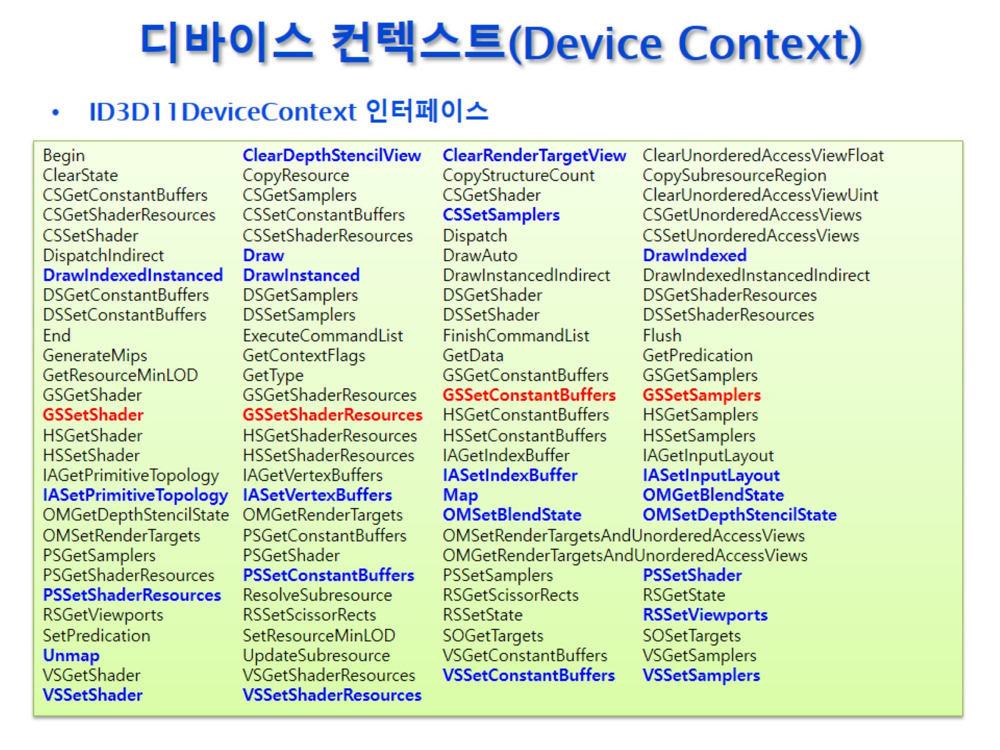 디바이스 컨텍스트(Device Context)
• ID3D11DeviceContext 인터페이스
Begin ClearDepthStencilView ClearRenderTargetView ClearUnorderedAccessViewFloat
ClearState CopyResource CopyStructureCount CopySubresourceRegion
CSGetConstantBuffers CSGetSamplers CSGetShader ClearUnorderedAccessViewUint
CSGetShaderResources CSSetConstantBuffers CSSetSamplers CSGetUnorderedAccessViews
CSSetShader CSSetShaderResources Dispatch CSSetUnorderedAccessViews
DispatchIndirect Draw DrawAuto DrawIndexed
DrawIndexedInstanced DrawInstanced DrawInstancedIndirect DrawIndexedInstancedIndirect
DSGetConstantBuffers DSGetSamplers DSGetShader DSGetShaderResources
DSSetConstantBuffers DSSetSamplers DSSetShader DSSetShaderResources
End ExecuteCommandList FinishCommandList Flush
GenerateMips GetContextFlags GetData GetPredication
GetResourceMinLOD GetType GSGetConstantBuffers GSGetSamplers
GSGetShader GSGetShaderResources GSSetConstantBuffers GSSetSamplers
GSSetShader GSSetShaderResources HSGetConstantBuffers HSGetSamplers
HSGetShader HSGetShaderResources HSSetConstantBuffers HSSetSamplers
HSSetShader HSSetShaderResources IAGetIndexBuffer IAGetInputLayout
IAGetPrimitiveTopology IAGetVertexBuffers IASetIndexBuffer IASetInputLayout
IASetPrimitiveTopology IASetVertexBuffers Map OMGetBlendState
OMGetDepthStencilState OMGetRenderTargets OMSetBlendState OMSetDepthStencilState
OMSetRenderTargets PSGetConstantBuffers OMSetRenderTargetsAndUnorderedAccessViews
PSGetSamplers PSGetShader OMGetRenderTargetsAndUnorderedAccessViews
PSGetShaderResources PSSetConstantBuffers PSSetSamplers PSSetShader
PSSetShaderResources ResolveSubresource RSGetScissorRects RSGetState
RSGetViewports RSSetScissorRects RSSetState RSSetViewports
SetPredication SetResourceMinLOD SOGetTargets SOSetTargets
Unmap UpdateSubresource VSGetConstantBuffers VSGetSamplers
VSGetShader VSGetShaderResources VSSetConstantBuffers VSSetSamplers
VSSetShader VSSetShaderResources